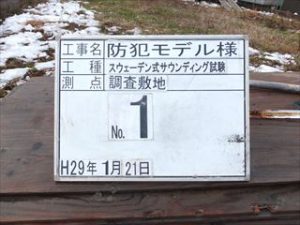 工事名 防犯モデル様
工種 スウェーデン式サウンディング試験
測点 調査敷地
No. 1
H29年 1月 21日